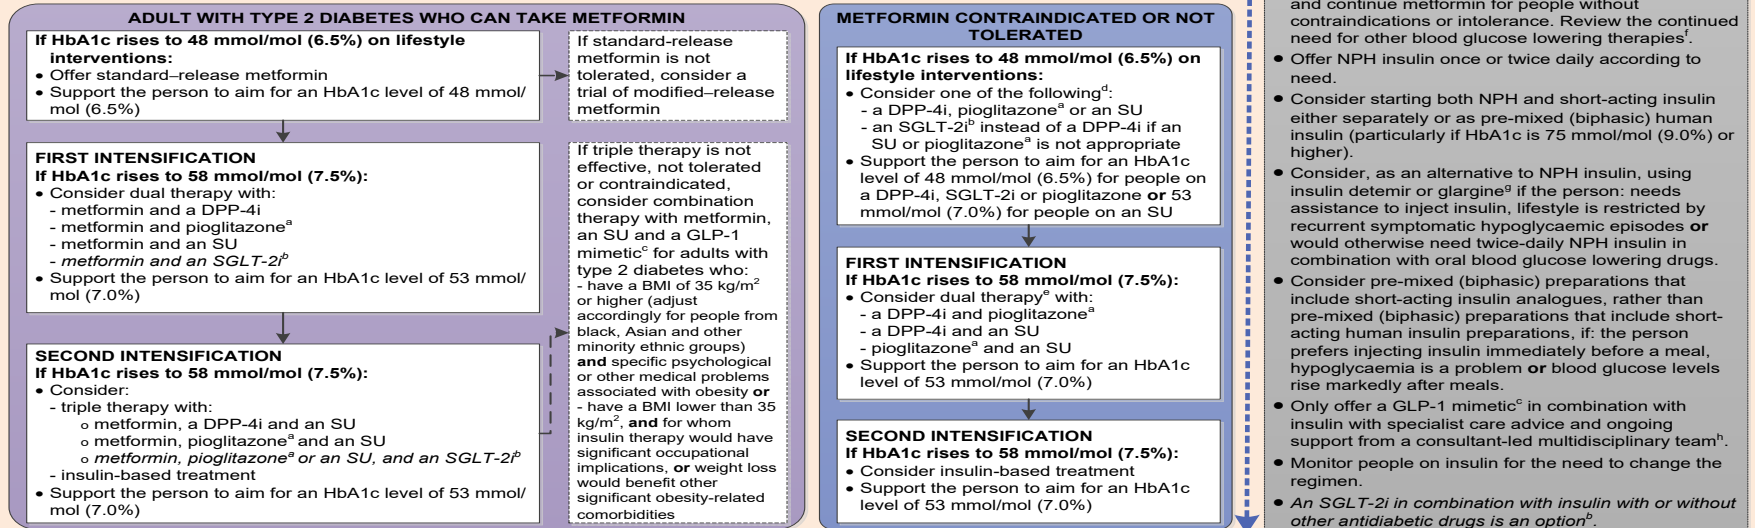 ADULT WITH TYPE 2 DIABETES WHO CAN TAKE METFORMIN
If HbA1c rises to 48 mmol/mol (6.5%) on lifestyle
interventions:
• Offer standard–release metformin
• Support the person to aim for an HbA1c level of 48 mmol/
mol (6.5%)
If standard-release
metformin is not
tolerated, consider a
trial of modified–release
metformin
FIRST INTENSIFICATION
If HbA1c rises to 58 mmol/mol (7.5%):
• Consider dual therapy with:
- metformin and a DPP-4i
- metformin and pioglitazoneᵃ
- metformin and an SU
- metformin and an SGLT-2iᵇ
• Support the person to aim for an HbA1c level of 53 mmol/
mol (7.0%)
SECOND INTENSIFICATION
If HbA1c rises to 58 mmol/mol (7.5%):
• Consider:
- triple therapy with:
o metformin, a DPP-4i and an SU
o metformin, pioglitazoneᵃ and an SU
o metformin, pioglitazoneᵃ or an SU, and an SGLT-2iᵇ
- insulin-based treatment
• Support the person to aim for an HbA1c level of 53 mmol/
mol (7.0%)
If triple therapy is not
effective, not tolerated
or contraindicated,
consider combination
therapy with metformin,
an SU and a GLP-1
mimeticᶜ for adults with
type 2 diabetes who:
- have a BMI of 35 kg/m²
or higher (adjust
accordingly for people from
black, Asian and other
minority ethnic groups)
and specific psychological
or other medical problems
associated with obesity or
- have a BMI lower than 35
kg/m², and for whom
insulin therapy would have
significant occupational
implications, or weight loss
would benefit other
significant obesity-related
comorbidities
METFORMIN CONTRAINDICATED OR NOT
TOLERATED
If HbA1c rises to 48 mmol/mol (6.5%) on
lifestyle interventions:
• Consider one of the followingᵈ:
- a DPP-4i, pioglitazoneᵃ or an SU
- an SGLT-2iᵇ instead of a DPP-4i if an
SU or pioglitazoneᵃ is not appropriate
• Support the person to aim for an HbA1c
level of 48 mmol/mol (6.5%) for people on
a DPP-4i, SGLT-2i or pioglitazone or 53
mmol/mol (7.0%) for people on an SU
FIRST INTENSIFICATION
If HbA1c rises to 58 mmol/mol (7.5%):
• Consider dual therapyᵉ with:
- a DPP-4i and pioglitazoneᵃ
- a DPP-4i and an SU
- pioglitazoneᵃ and an SU
• Support the person to aim for an HbA1c
level of 53 mmol/mol (7.0%)
SECOND INTENSIFICATION
If HbA1c rises to 58 mmol/mol (7.5%):
• Consider insulin-based treatment
• Support the person to aim for an HbA1c
level of 53 mmol/mol (7.0%)
and continue metformin for people without
contraindications or intolerance. Review the continued
need for other blood glucose lowering therapiesᶠ.
• Offer NPH insulin once or twice daily according to
need.
• Consider starting both NPH and short-acting insulin
either separately or as pre-mixed (biphasic) human
insulin (particularly if HbA1c is 75 mmol/mol (9.0%) or
higher).
• Consider, as an alternative to NPH insulin, using
insulin detemir or glargineᵍ if the person: needs
assistance to inject insulin, lifestyle is restricted by
recurrent symptomatic hypoglycaemic episodes or
would otherwise need twice-daily NPH insulin in
combination with oral blood glucose lowering drugs.
• Consider pre-mixed (biphasic) preparations that
include short-acting insulin analogues, rather than
pre-mixed (biphasic) preparations that include short-
acting human insulin preparations, if: the person
prefers injecting insulin immediately before a meal,
hypoglycaemia is a problem or blood glucose levels
rise markedly after meals.
• Only offer a GLP-1 mimeticᶜ in combination with
insulin with specialist care advice and ongoing
support from a consultant-led multidisciplinary teamʰ.
• Monitor people on insulin for the need to change the
regimen.
• An SGLT-2i in combination with insulin with or without
other antidiabetic drugs is an optionᵇ.